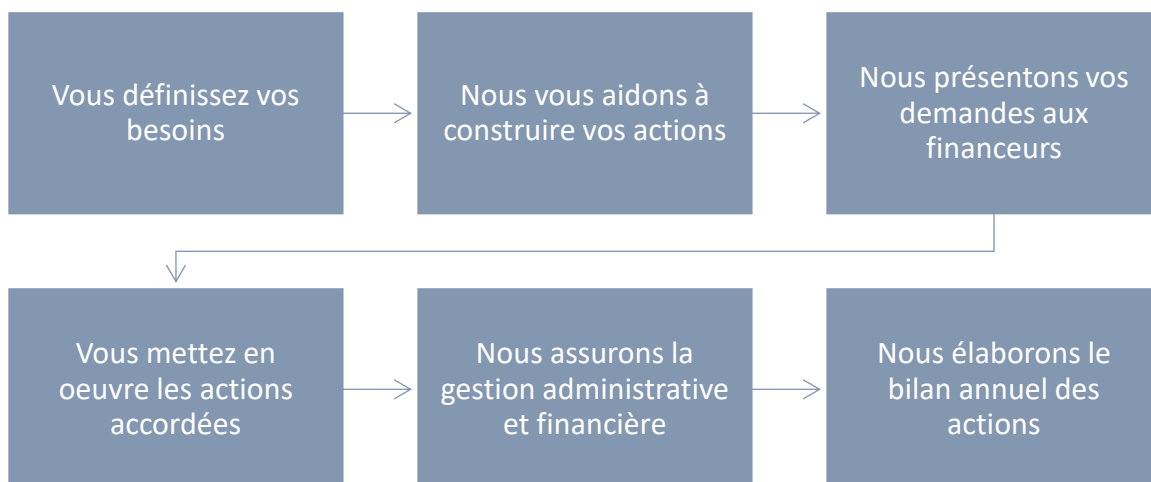 Vous définissez vos
besoins
Nous vous aidons à
construire vos actions
Nous présentons vos
demandes aux
financeurs
Vous mettez en
oeuvre les actions
accordées
Nous assurons la
gestion administrative
et financière
Nous élaborons le
bilan annuel des
actions